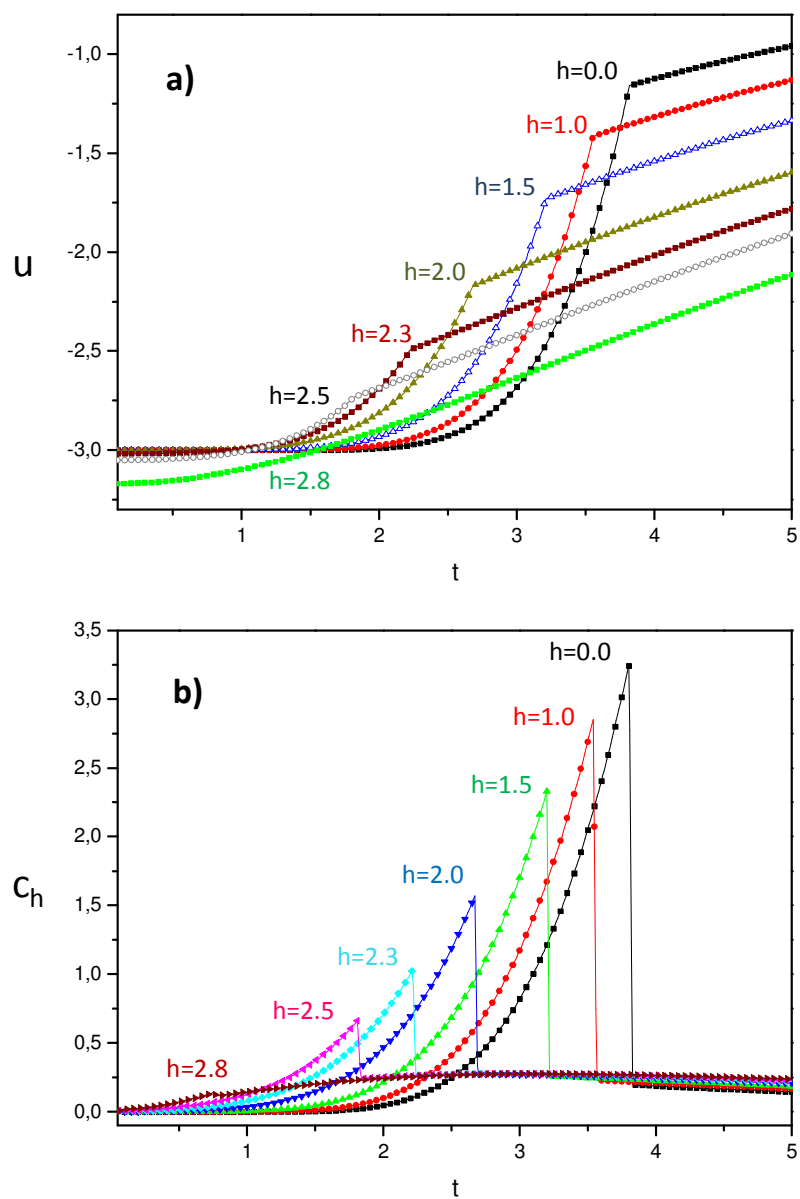 a)
-1,0
-1,5
-2,0
-2,5
-3,0
u
h=0.0
h=1.0
h=1.5
h=2.0
h=2.3
h=2.5
h=2.8
1 2 3 4 5
t
b)
3,5
3,0
2,5
2,0
1,5
1,0
0,5
0,0
c_h
h=0.0
h=1.0
h=1.5
h=2.0
h=2.3
h=2.5
h=2.8
1 2 3 4 5
t